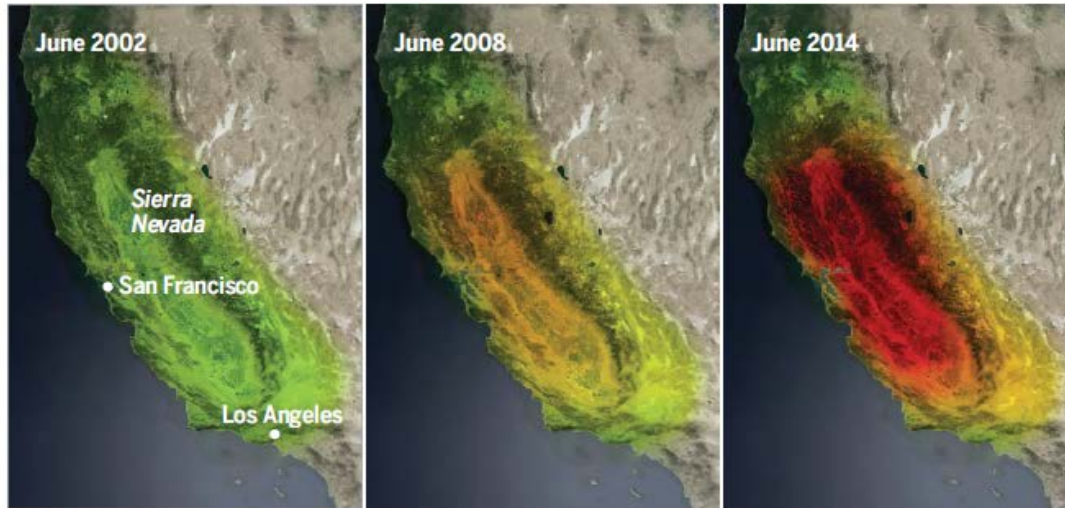 June 2002
Sierra
Nevada
San Francisco
Los Angeles
June 2008
June 2014